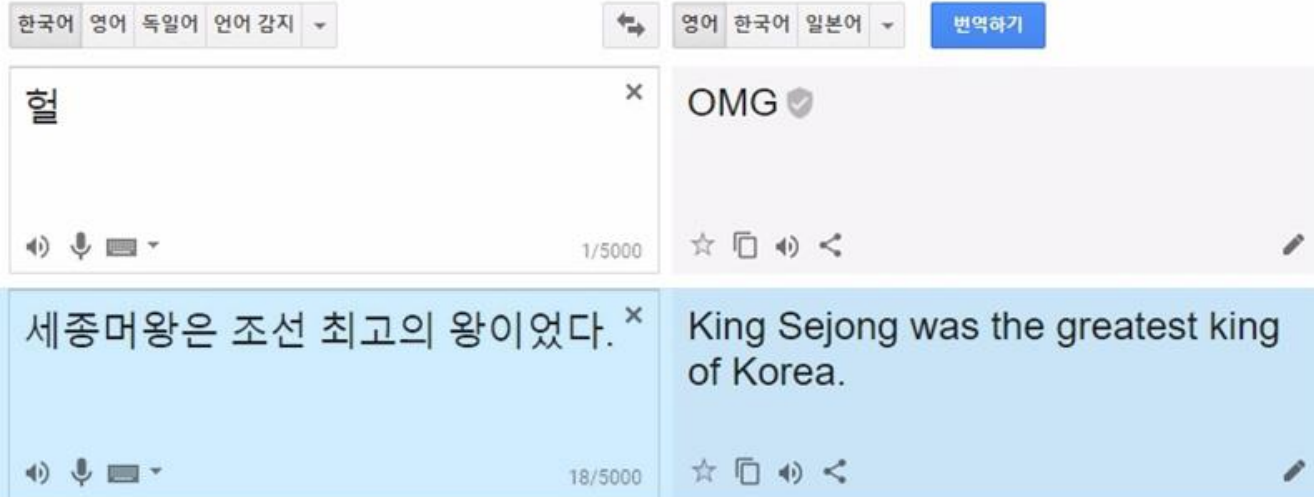 한국어 영어 독일어 언어 감지 영어 한국어 일본어 번역하기
헐
OMG
1/5000
세종머왕은 조선 최고의 왕이었다.
King Sejong was the greatest king
of Korea.
18/5000